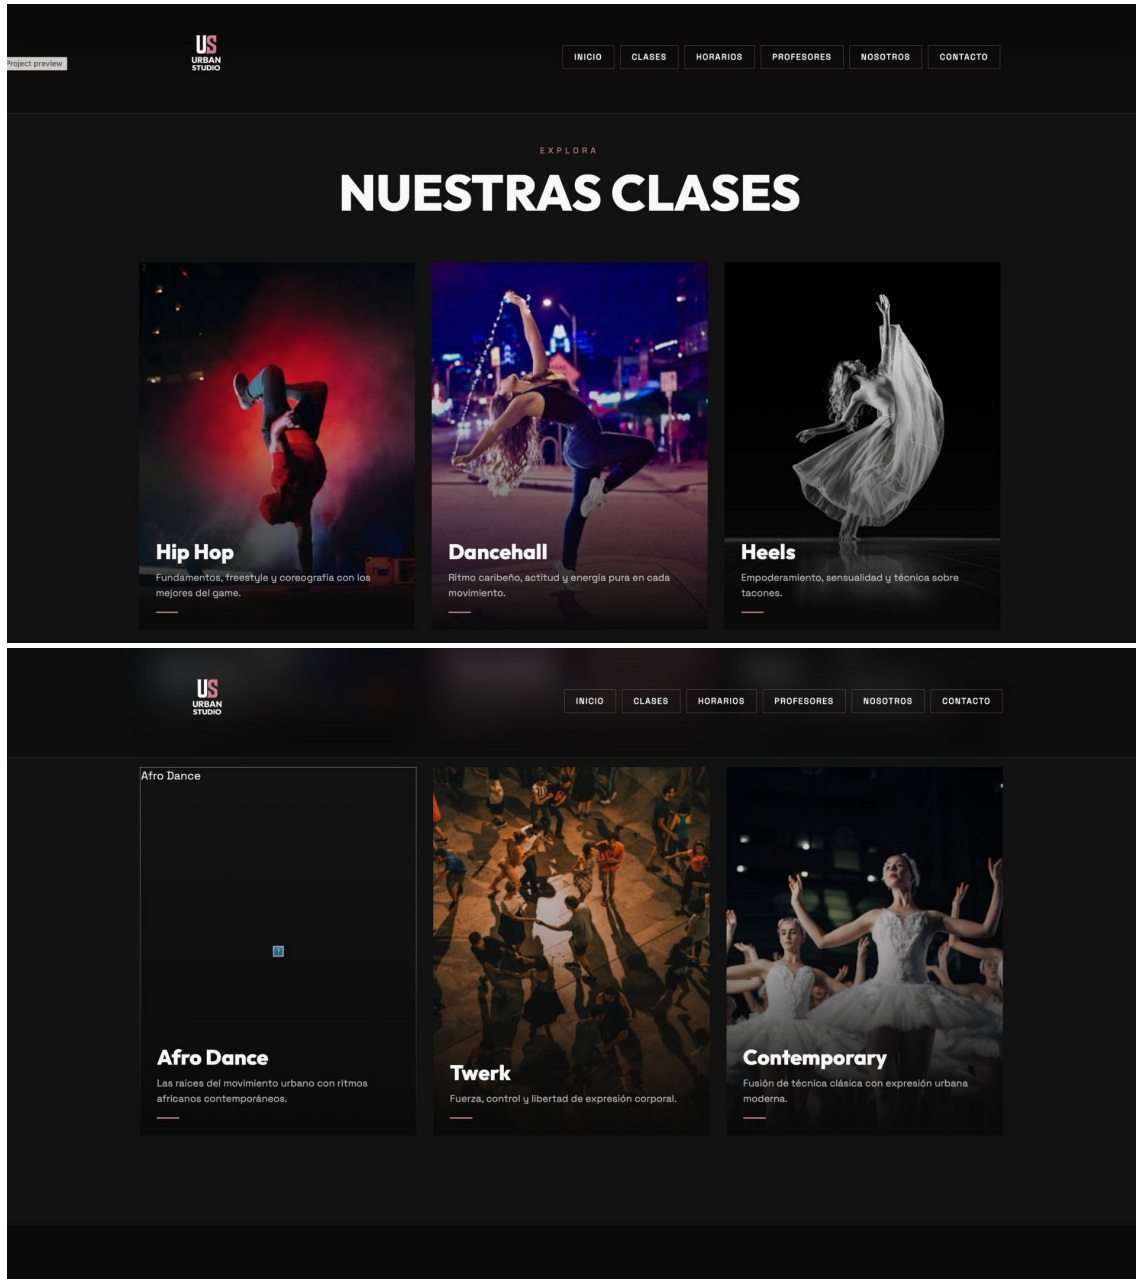 US
URBAN
STUDIO
INICIO
CLASES
HORARIOS
PROFESORES
NOSOTROS
CONTACTO
Project preview
EXPLORA
NUESTRAS CLASES
Hip Hop
Fundamentos, freestyle y coreografía con los
mejores del game.
Dancehall
Ritmo caribeño, actitud y energía pura en cada
movimiento.
Heels
Empoderamiento, sensualidad y técnica sobre
tacones.
US
URBAN
STUDIO
INICIO
CLASES
HORARIOS
PROFESORES
NOSOTROS
CONTACTO
Afro Dance
Afro Dance
Las raíces del movimiento urbano con ritmos
africanos contemporáneos.
Twerk
Fuerza, control y libertad de expresión corporal.
Contemporary
Fusión de técnica clásica con expresión urbana
moderna.